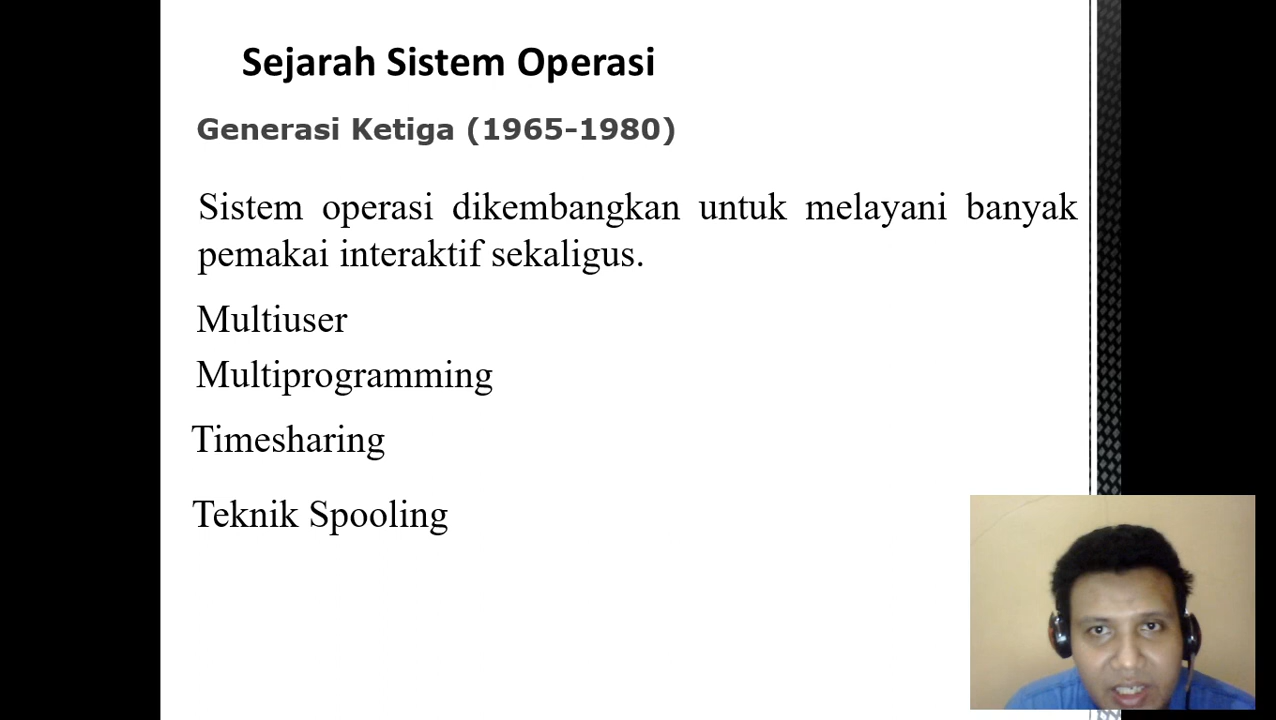 Sejarah Sistem Operasi
Generasi Ketiga (1965-1980)
Sistem operasi dikembangkan untuk melayani banyak
pemakai interaktif sekaligus.
Multiuser
Multiprogramming
Timesharing
Teknik Spooling